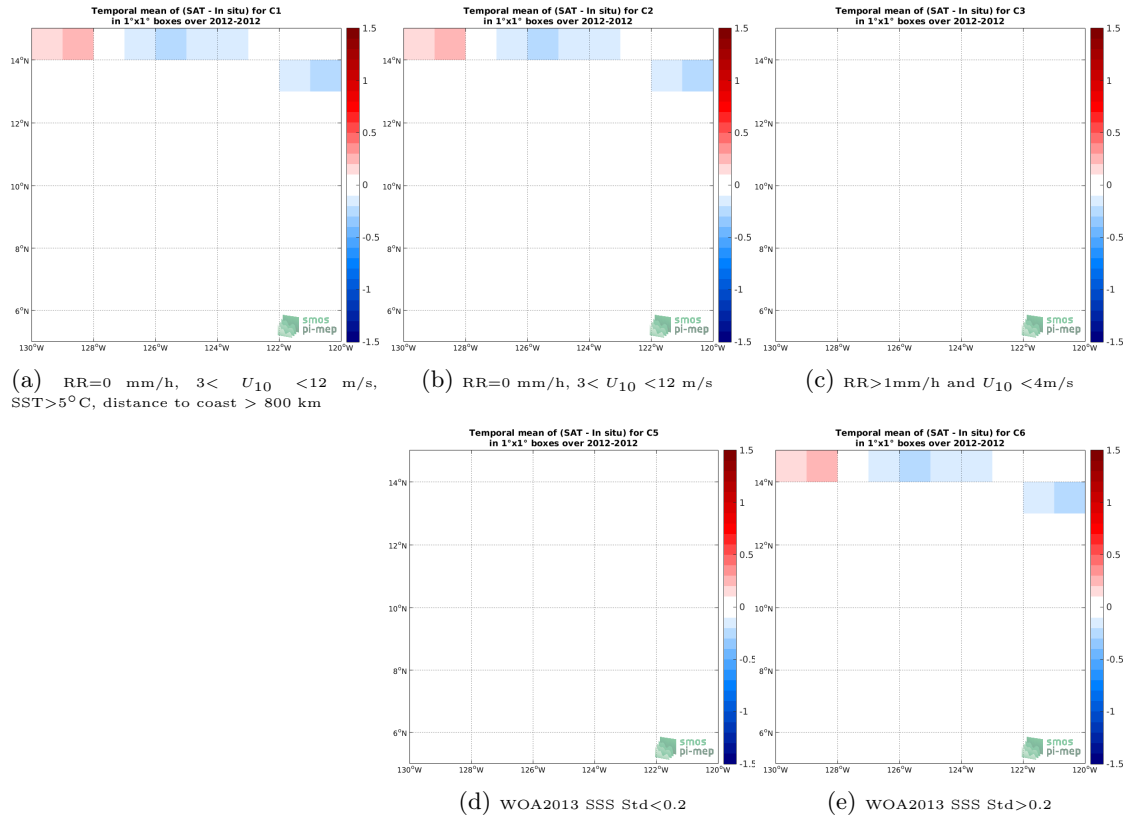 Temporal mean of (SAT - In situ) for C1
in 1°x1° boxes over 2012-2012
14°N
12°N
10°N
8°N
6°N
130°W
128°W
126°W
124°W
122°W
120°W
1.5
1
0.5
0
-0.5
-1
-1.5
smos
pi-mep
(a) RR=0 mm/h, 3< U10 <12 m/s,
SST>5°C, distance to coast > 800 km
Temporal mean of (SAT - In situ) for C2
in 1°x1° boxes over 2012-2012
14°N
12°N
10°N
8°N
6°N
130°W
128°W
126°W
124°W
122°W
120°W
1.5
1
0.5
0
-0.5
-1
-1.5
smos
pi-mep
(b) RR=0 mm/h, 3< U10 <12 m/s
Temporal mean of (SAT - In situ) for C3
in 1°x1° boxes over 2012-2012
14°N
12°N
10°N
8°N
6°N
130°W
128°W
126°W
124°W
122°W
120°W
1.5
1
0.5
0
-0.5
-1
-1.5
smos
pi-mep
(c) RR>1mm/h and U10 <4m/s
Temporal mean of (SAT - In situ) for C5
in 1°x1° boxes over 2012-2012
14°N
12°N
10°N
8°N
6°N
130°W
128°W
126°W
124°W
122°W
120°W
1.5
1
0.5
0
-0.5
-1
-1.5
smos
pi-mep
(d) WOA2013 SSS Std<0.2
Temporal mean of (SAT - In situ) for C6
in 1°x1° boxes over 2012-2012
14°N
12°N
10°N
8°N
6°N
130°W
128°W
126°W
124°W
122°W
120°W
1.5
1
0.5
0
-0.5
-1
-1.5
smos
pi-mep
(e) WOA2013 SSS Std>0.2